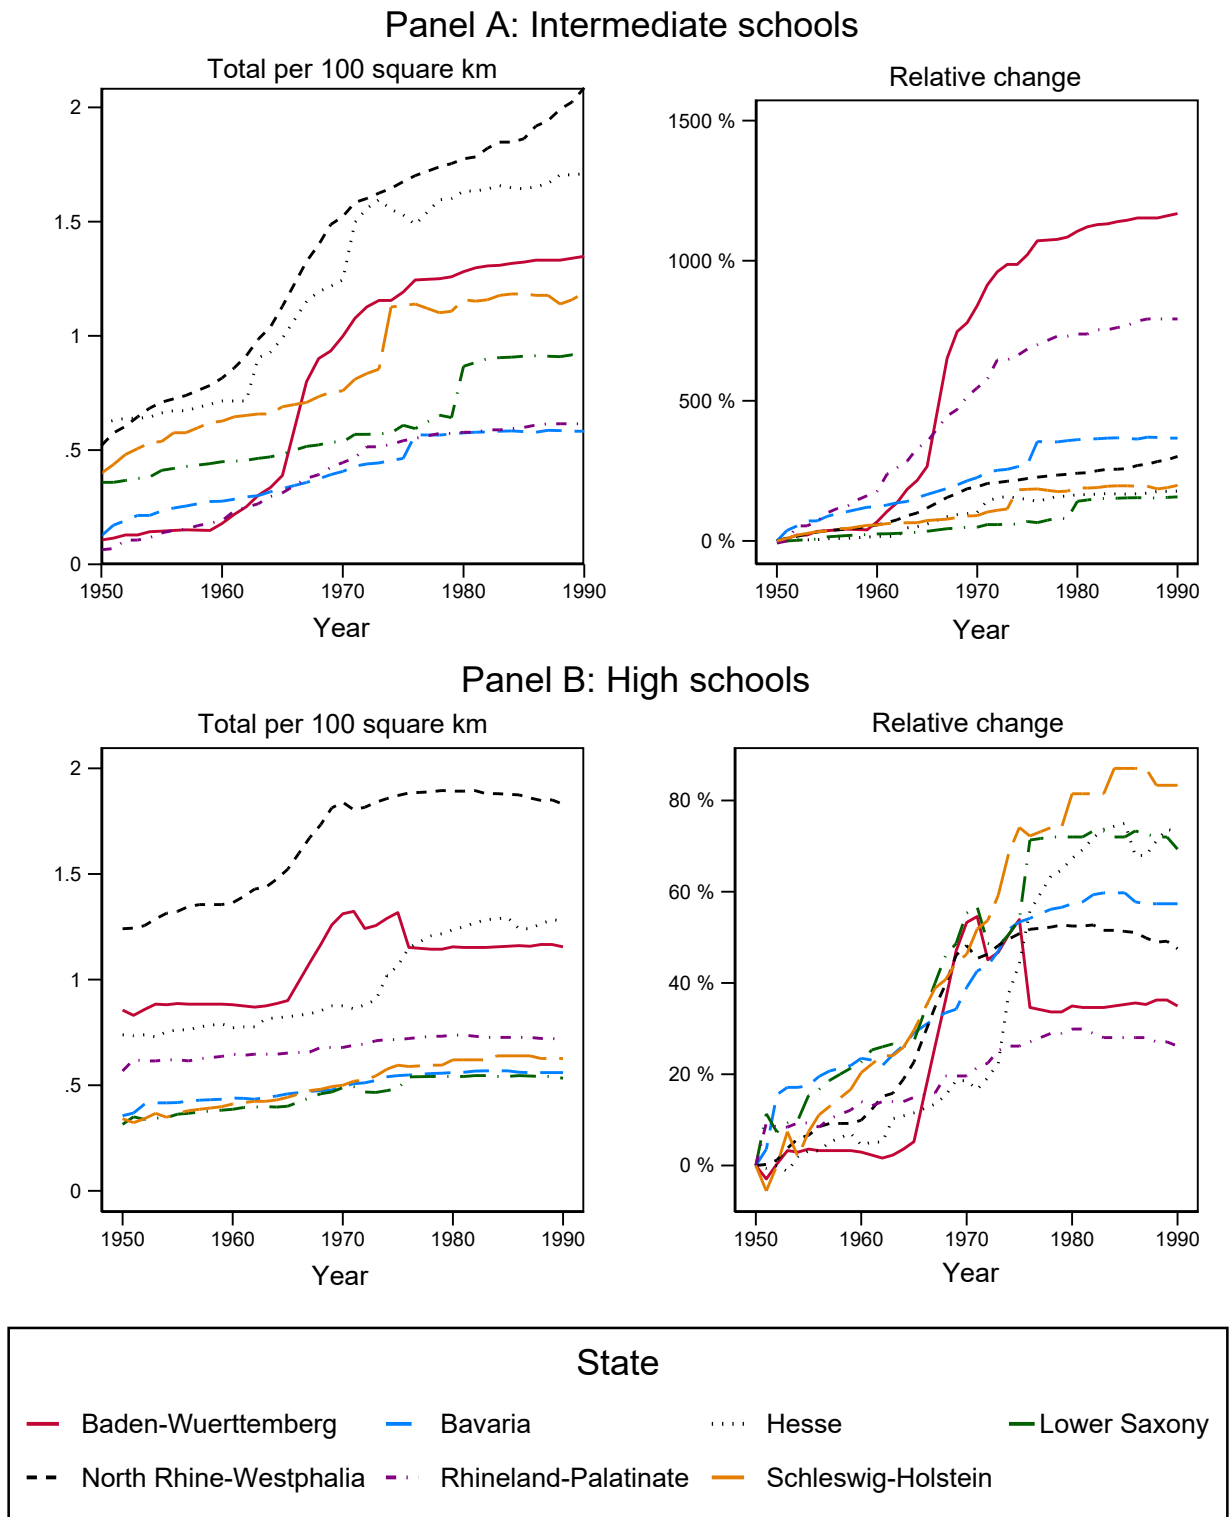 Panel A: Intermediate schools
Total per 100 square km
Relative change
2
1.5
1
.5
0
1950 1960 1970 1980 1990
Year
1500 %
1000 %
500 %
0 %
1950 1960 1970 1980 1990
Year
Panel B: High schools
Total per 100 square km
Relative change
2
1.5
1
.5
0
1950 1960 1970 1980 1990
Year
80 %
60 %
40 %
20 %
0 %
1950 1960 1970 1980 1990
Year
State
Baden-Wuerttemberg Bavaria Hesse Lower Saxony
North Rhine-Westphalia Rhineland-Palatinate Schleswig-Holstein